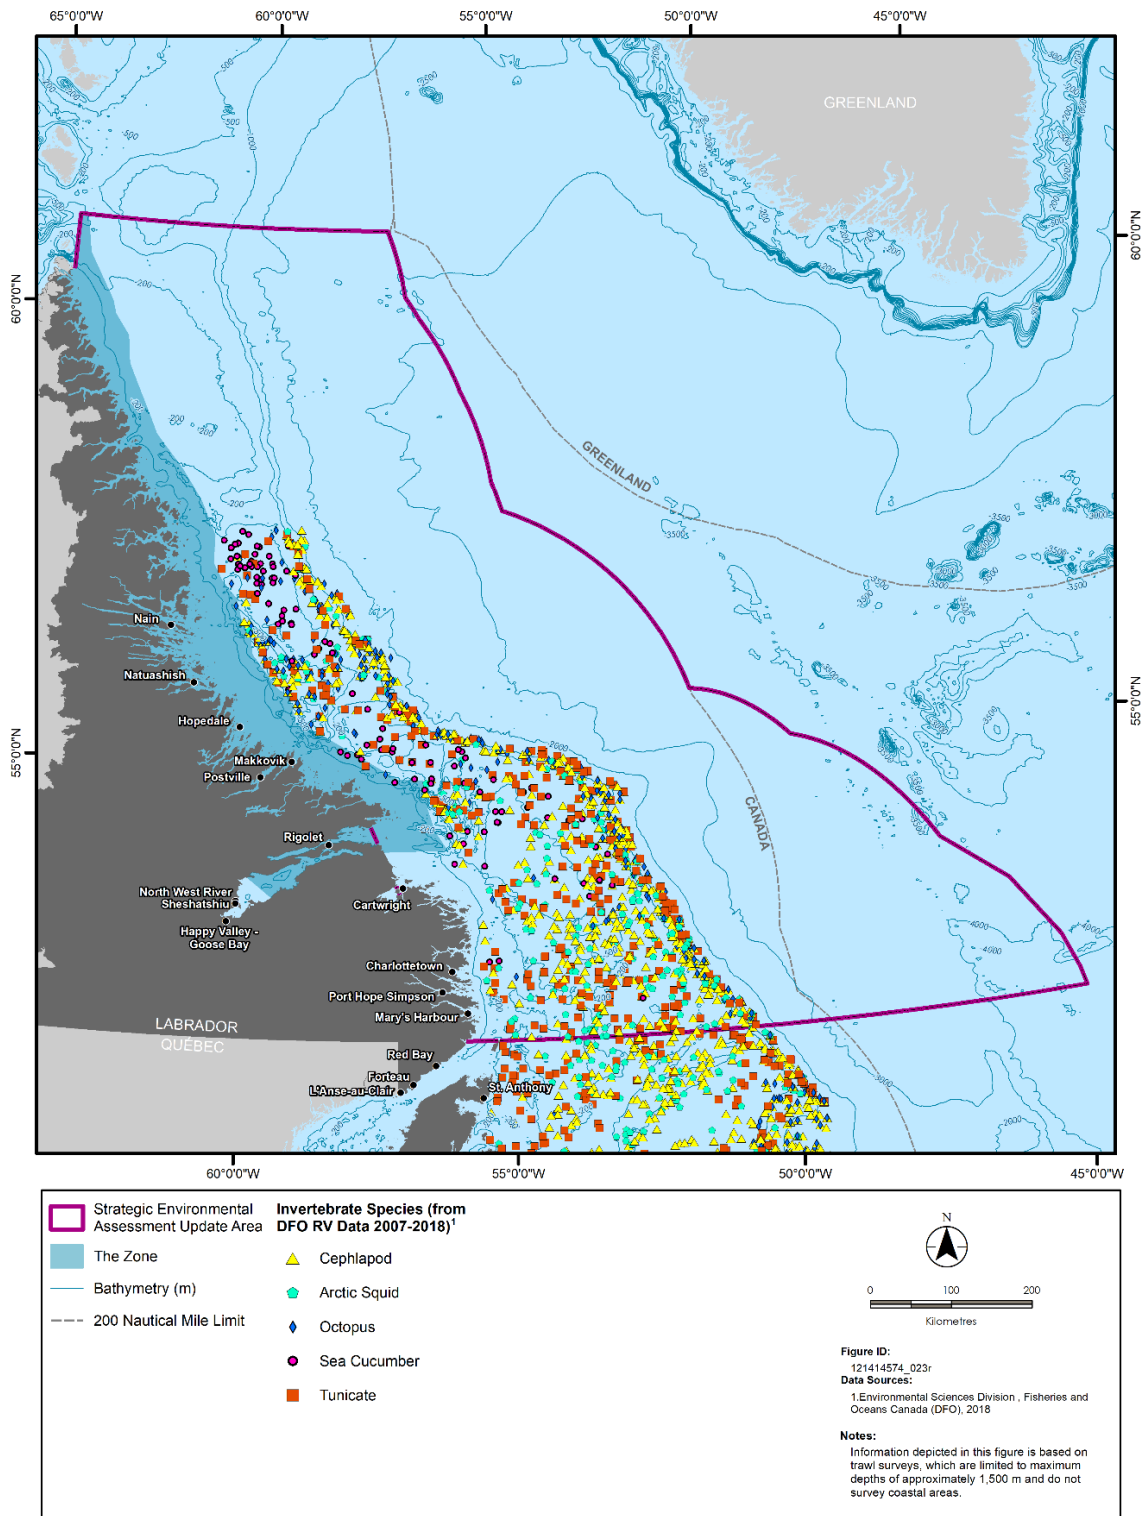 65°0'0"W 60°0'0"W 55°0'0"W 50°0'0"W 45°0'0"W
GREENLAND
60°0'0"N
60°0'0"N
GREENLAND
55°0'0"N
55°0'0"N
CANADA
Nain
Natuashish
Hopedale
Makkovik
Postville
Rigolet
North West River
Sheshatshiu
Happy Valley -
Goose Bay
Cartwright
Charlottetown
Port Hope Simpson
Mary's Harbour
LABRADOR
QUÉBEC
Red Bay
Forteau
L'Anse-au-Clair
St. Anthony
60°0'0"W 55°0'0"W 50°0'0"W 45°0'0"W
Strategic Environmental
Assessment Update Area
The Zone
Bathymetry (m)
200 Nautical Mile Limit
Invertebrate Species (from
DFO RV Data 2007-2018)1
Cephlapod
Arctic Squid
Octopus
Sea Cucumber
Tunicate
N
0 100 200
Kilometres
Figure ID:
121414574_023r
Data Sources:
1.Environmental Sciences Division , Fisheries and
Oceans Canada (DFO), 2018
Notes:
Information depicted in this figure is based on
trawl surveys, which are limited to maximum
depths of approximately 1,500 m and do not
survey coastal areas.